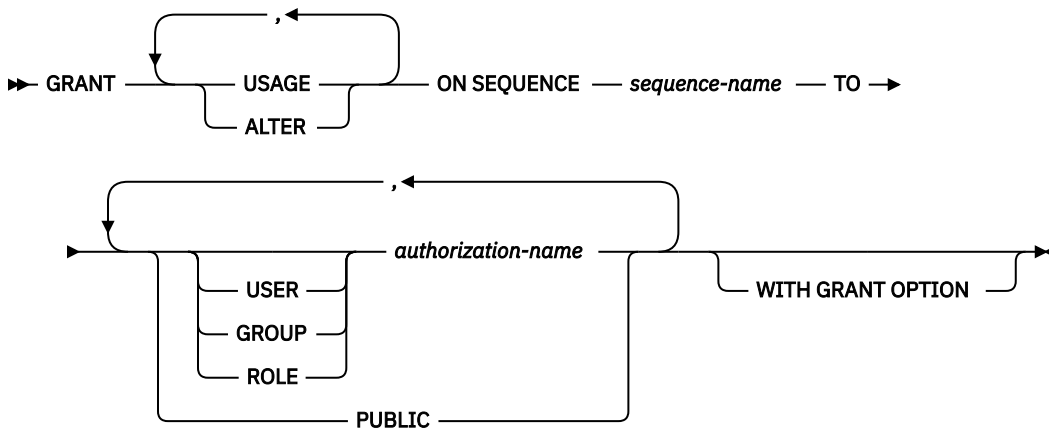 ,
GRANT USAGE ON SEQUENCE sequence-name TO
ALTER
,
authorization-name
USER WITH GRANT OPTION
GROUP
ROLE
PUBLIC